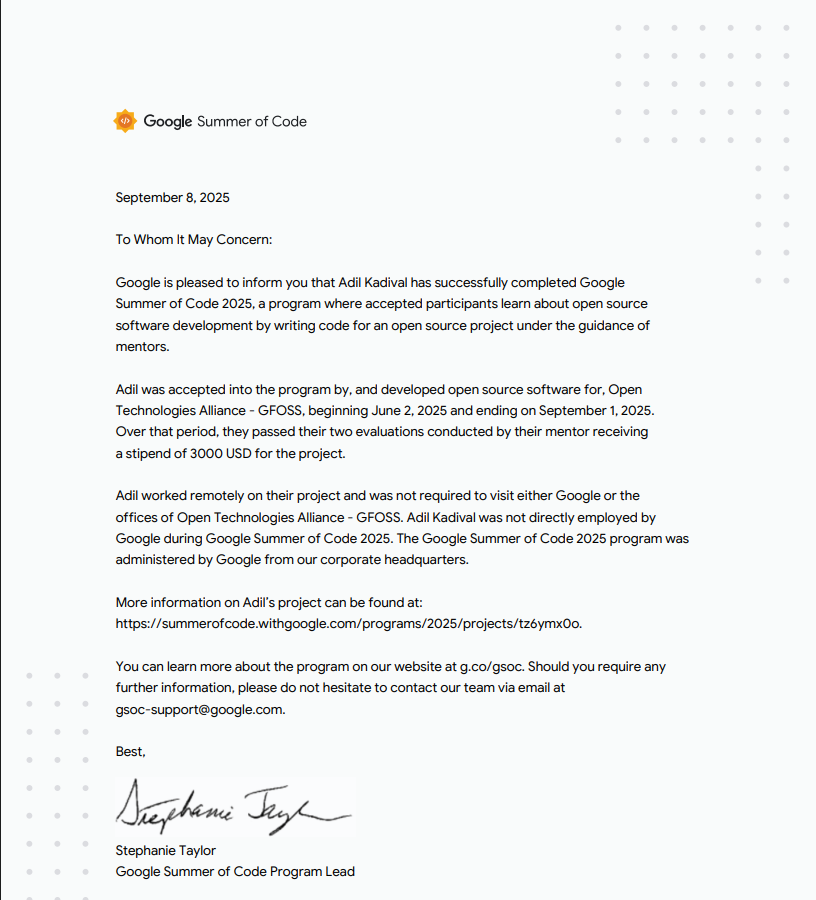 Google Summer of Code
September 8, 2025
To Whom It May Concern:
Google is pleased to inform you that Adil Kadival has successfully completed Google
Summer of Code 2025, a program where accepted participants learn about open source
software development by writing code for an open source project under the guidance of
mentors.
Adil was accepted into the program by, and developed open source software for, Open
Technologies Alliance - GFOSS, beginning June 2, 2025 and ending on September 1, 2025.
Over that period, they passed their two evaluations conducted by their mentor receiving
a stipend of 3000 USD for the project.
Adil worked remotely on their project and was not required to visit either Google or the
offices of Open Technologies Alliance - GFOSS. Adil Kadival was not directly employed by
Google during Google Summer of Code 2025. The Google Summer of Code 2025 program was
administered by Google from our corporate headquarters.
More information on Adil's project can be found at:
https://summerofcode.withgoogle.com/programs/2025/projects/tz6ymx0o.
You can learn more about the program on our website at g.co/gsoc. Should you require any
further information, please do not hesitate to contact our team via email at
gsoc-support@google.com.
Best,
Stephanie Taylor
Stephanie Taylor
Google Summer of Code Program Lead